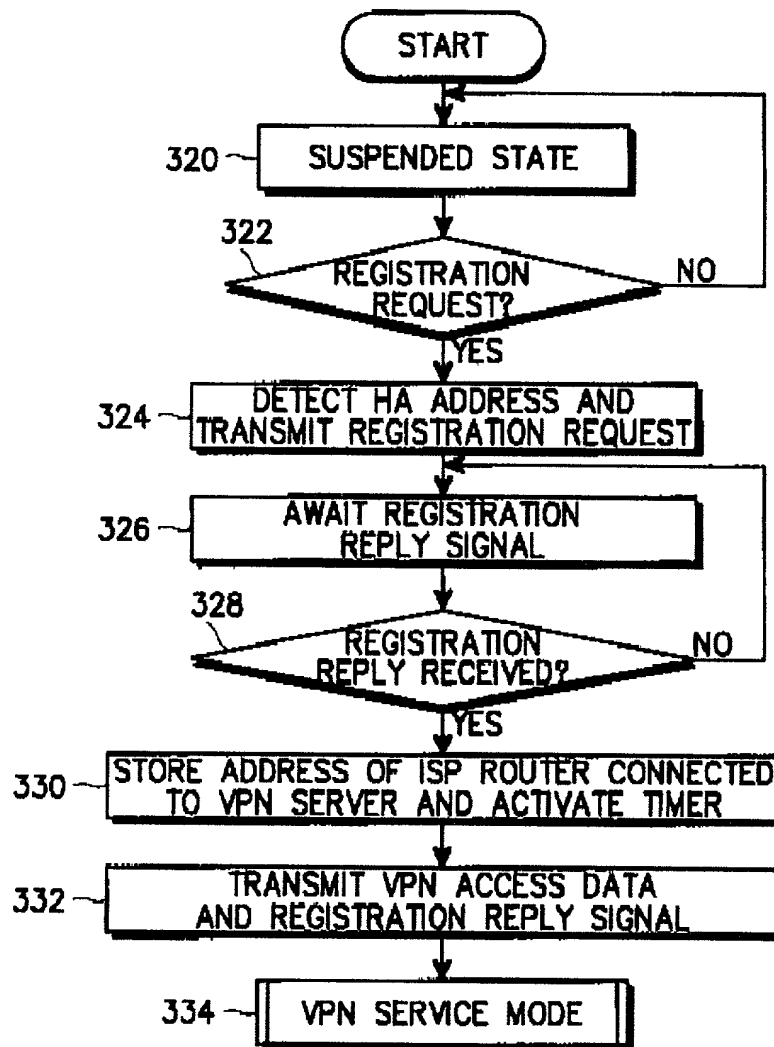 START
320
SUSPENDED STATE
322
REGISTRATION
REQUEST?
NO
YES
324
DETECT HA ADDRESS AND
TRANSMIT REGISTRATION REQUEST
326
AWAIT REGISTRATION
REPLY SIGNAL
328
REGISTRATION
REPLY RECEIVED?
NO
YES
330
STORE ADDRESS OF ISP ROUTER CONNECTED
TO VPN SERVER AND ACTIVATE TIMER
332
TRANSMIT VPN ACCESS DATA
AND REGISTRATION REPLY SIGNAL
334
VPN SERVICE MODE